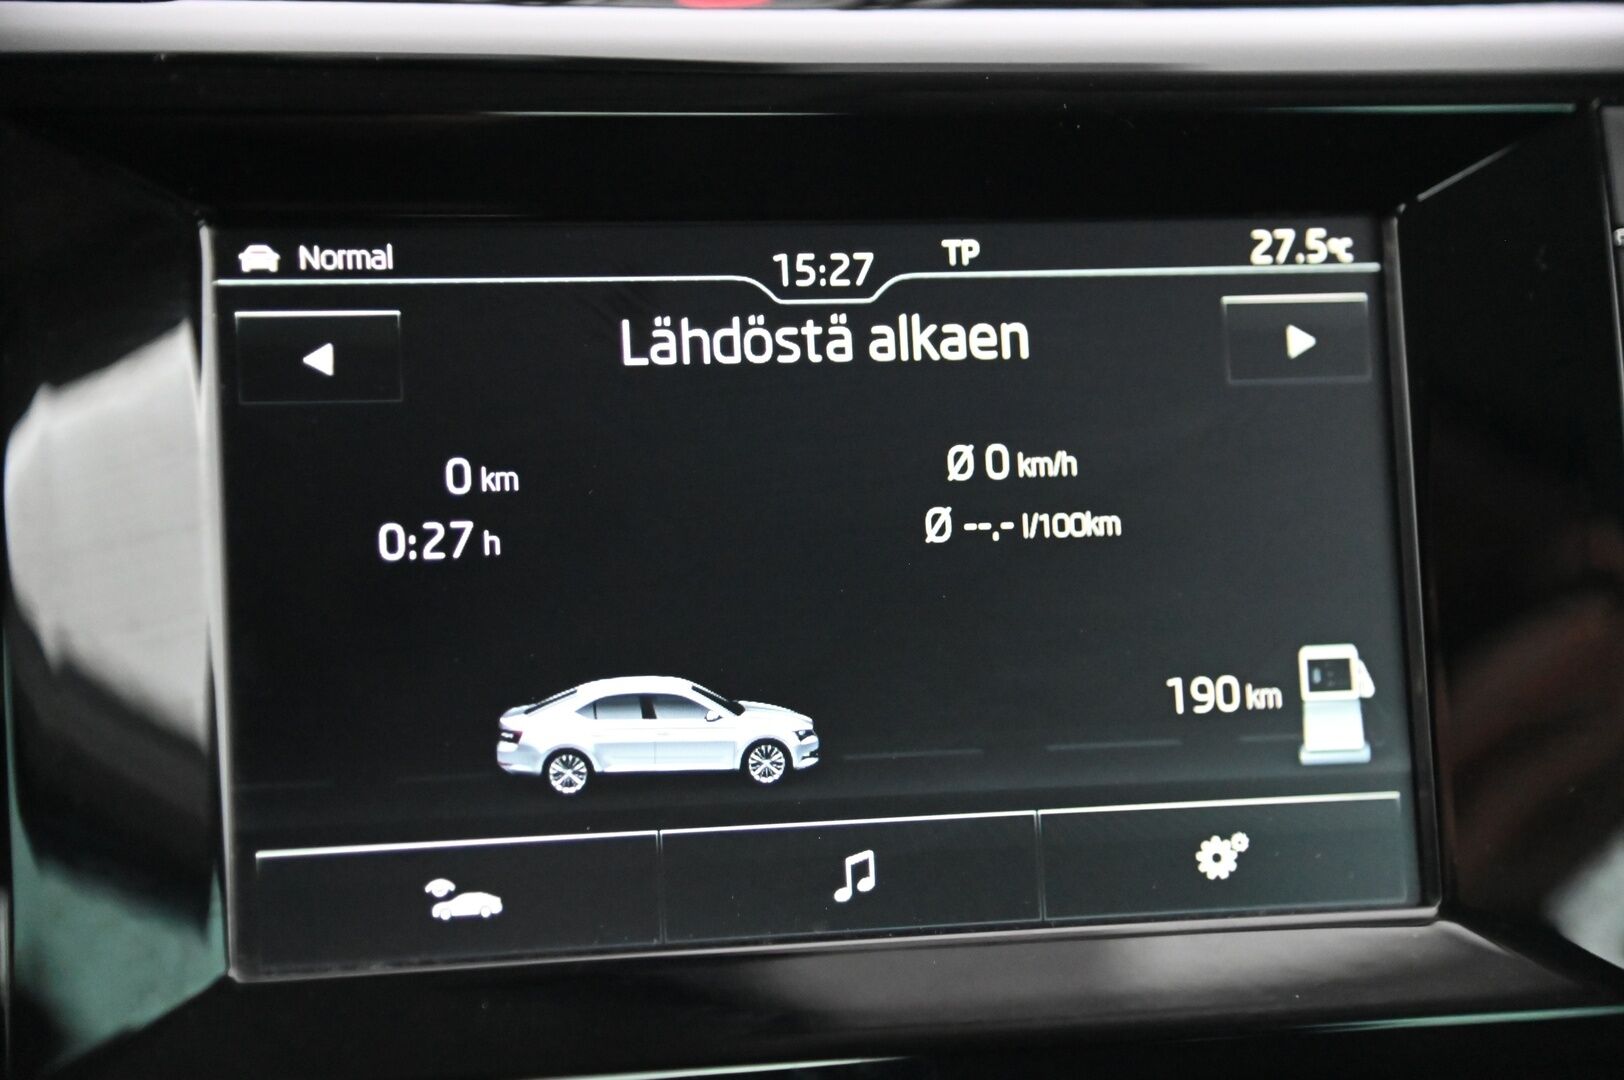 Normal
15:27
TP
27.5°C
Lähdöstä alkaen
0 km
Ø 0 km/h
0:27 h
Ø --.- l/100km
190 km